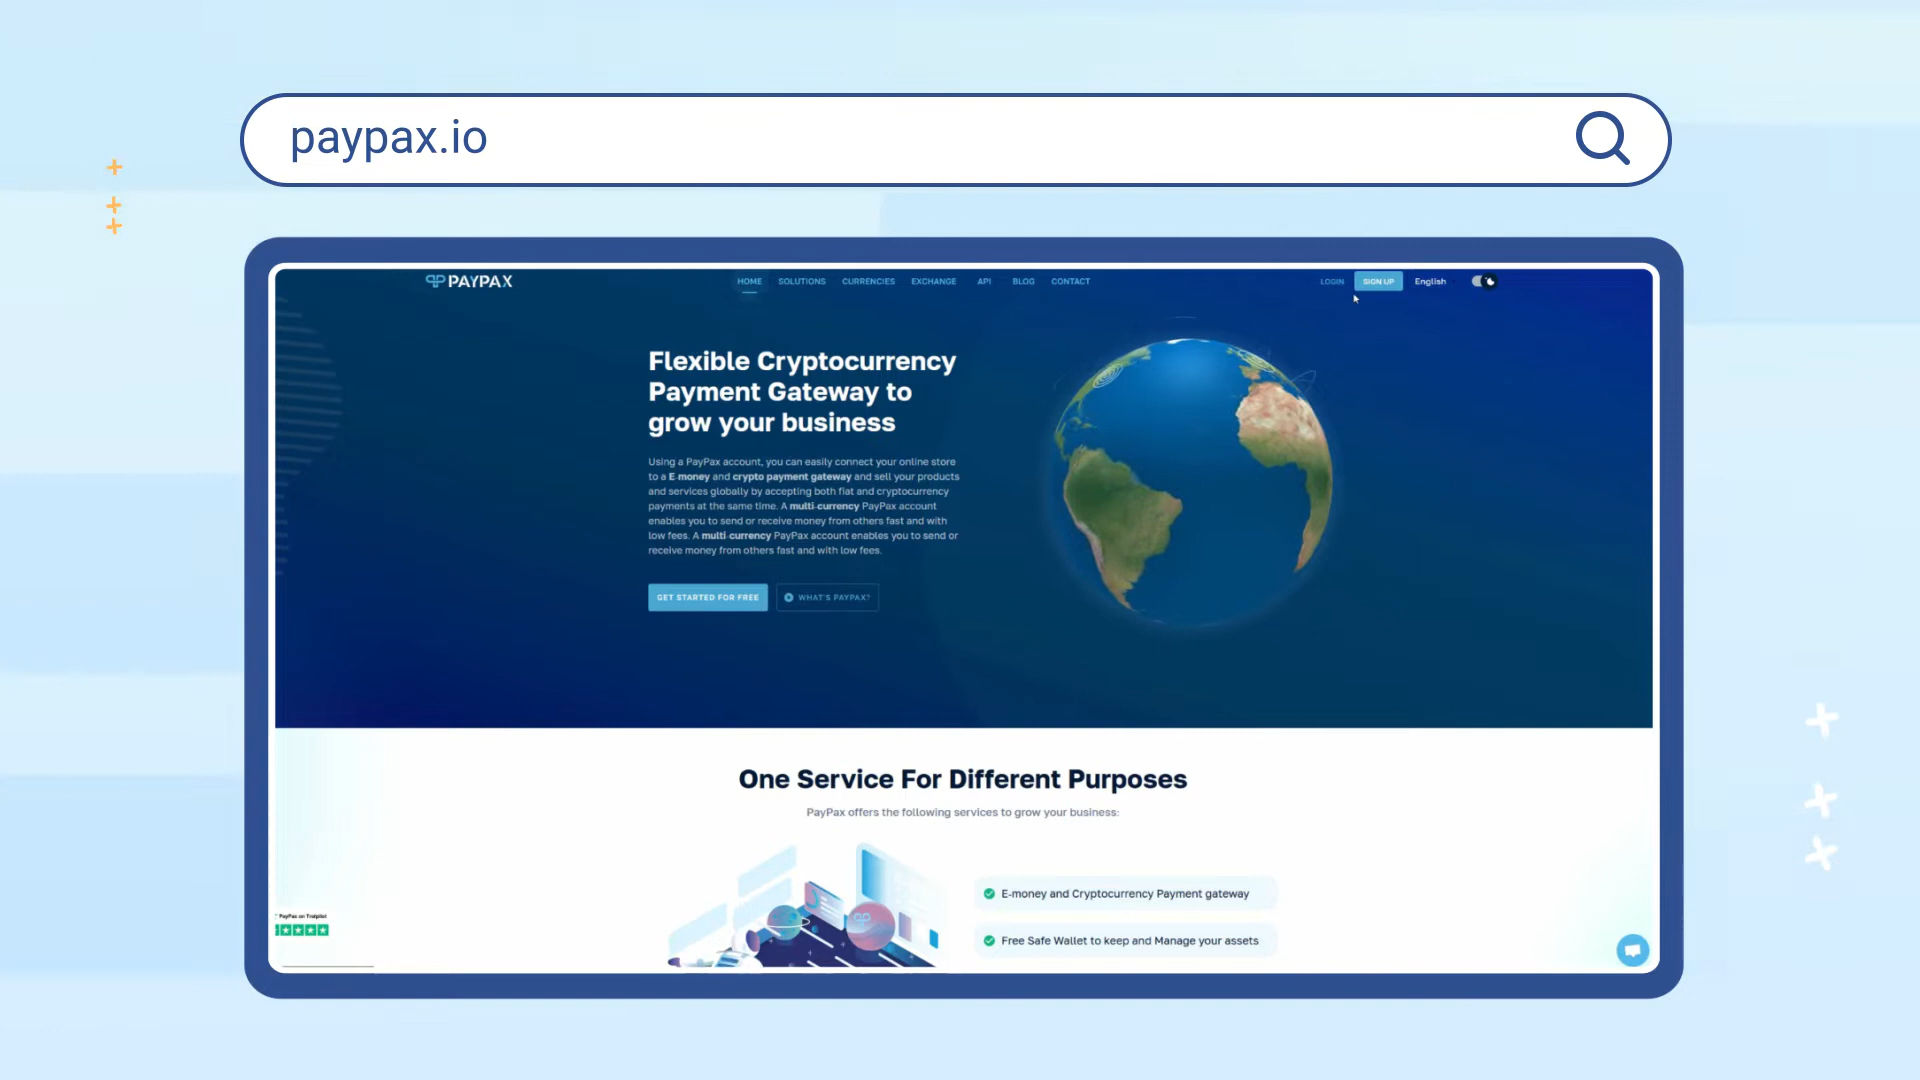 paypax.io
PAYPAX
HOME SOLUTIONS CURRENCIES EXCHANGE API BLOG CONTACT
LOGIN SIGN UP English
Flexible Cryptocurrency
Payment Gateway to
grow your business
Using a PayPax account, you can easily connect your online store
to a E-money and crypto payment gateway and sell your products
and services globally by accepting both fiat and cryptocurrency
payments at the same time. A multi-currency PayPax account
enables you to send or receive money from others fast and with
low fees. A multi-currency PayPax account enables you to send or
receive money from others fast and with low fees.
GET STARTED FOR FREE WHAT'S PAYPAX?
One Service For Different Purposes
PayPax offers the following services to grow your business:
E-money and Cryptocurrency Payment gateway
PayPax on Trustpilot
Free Safe Wallet to keep and Manage your assets